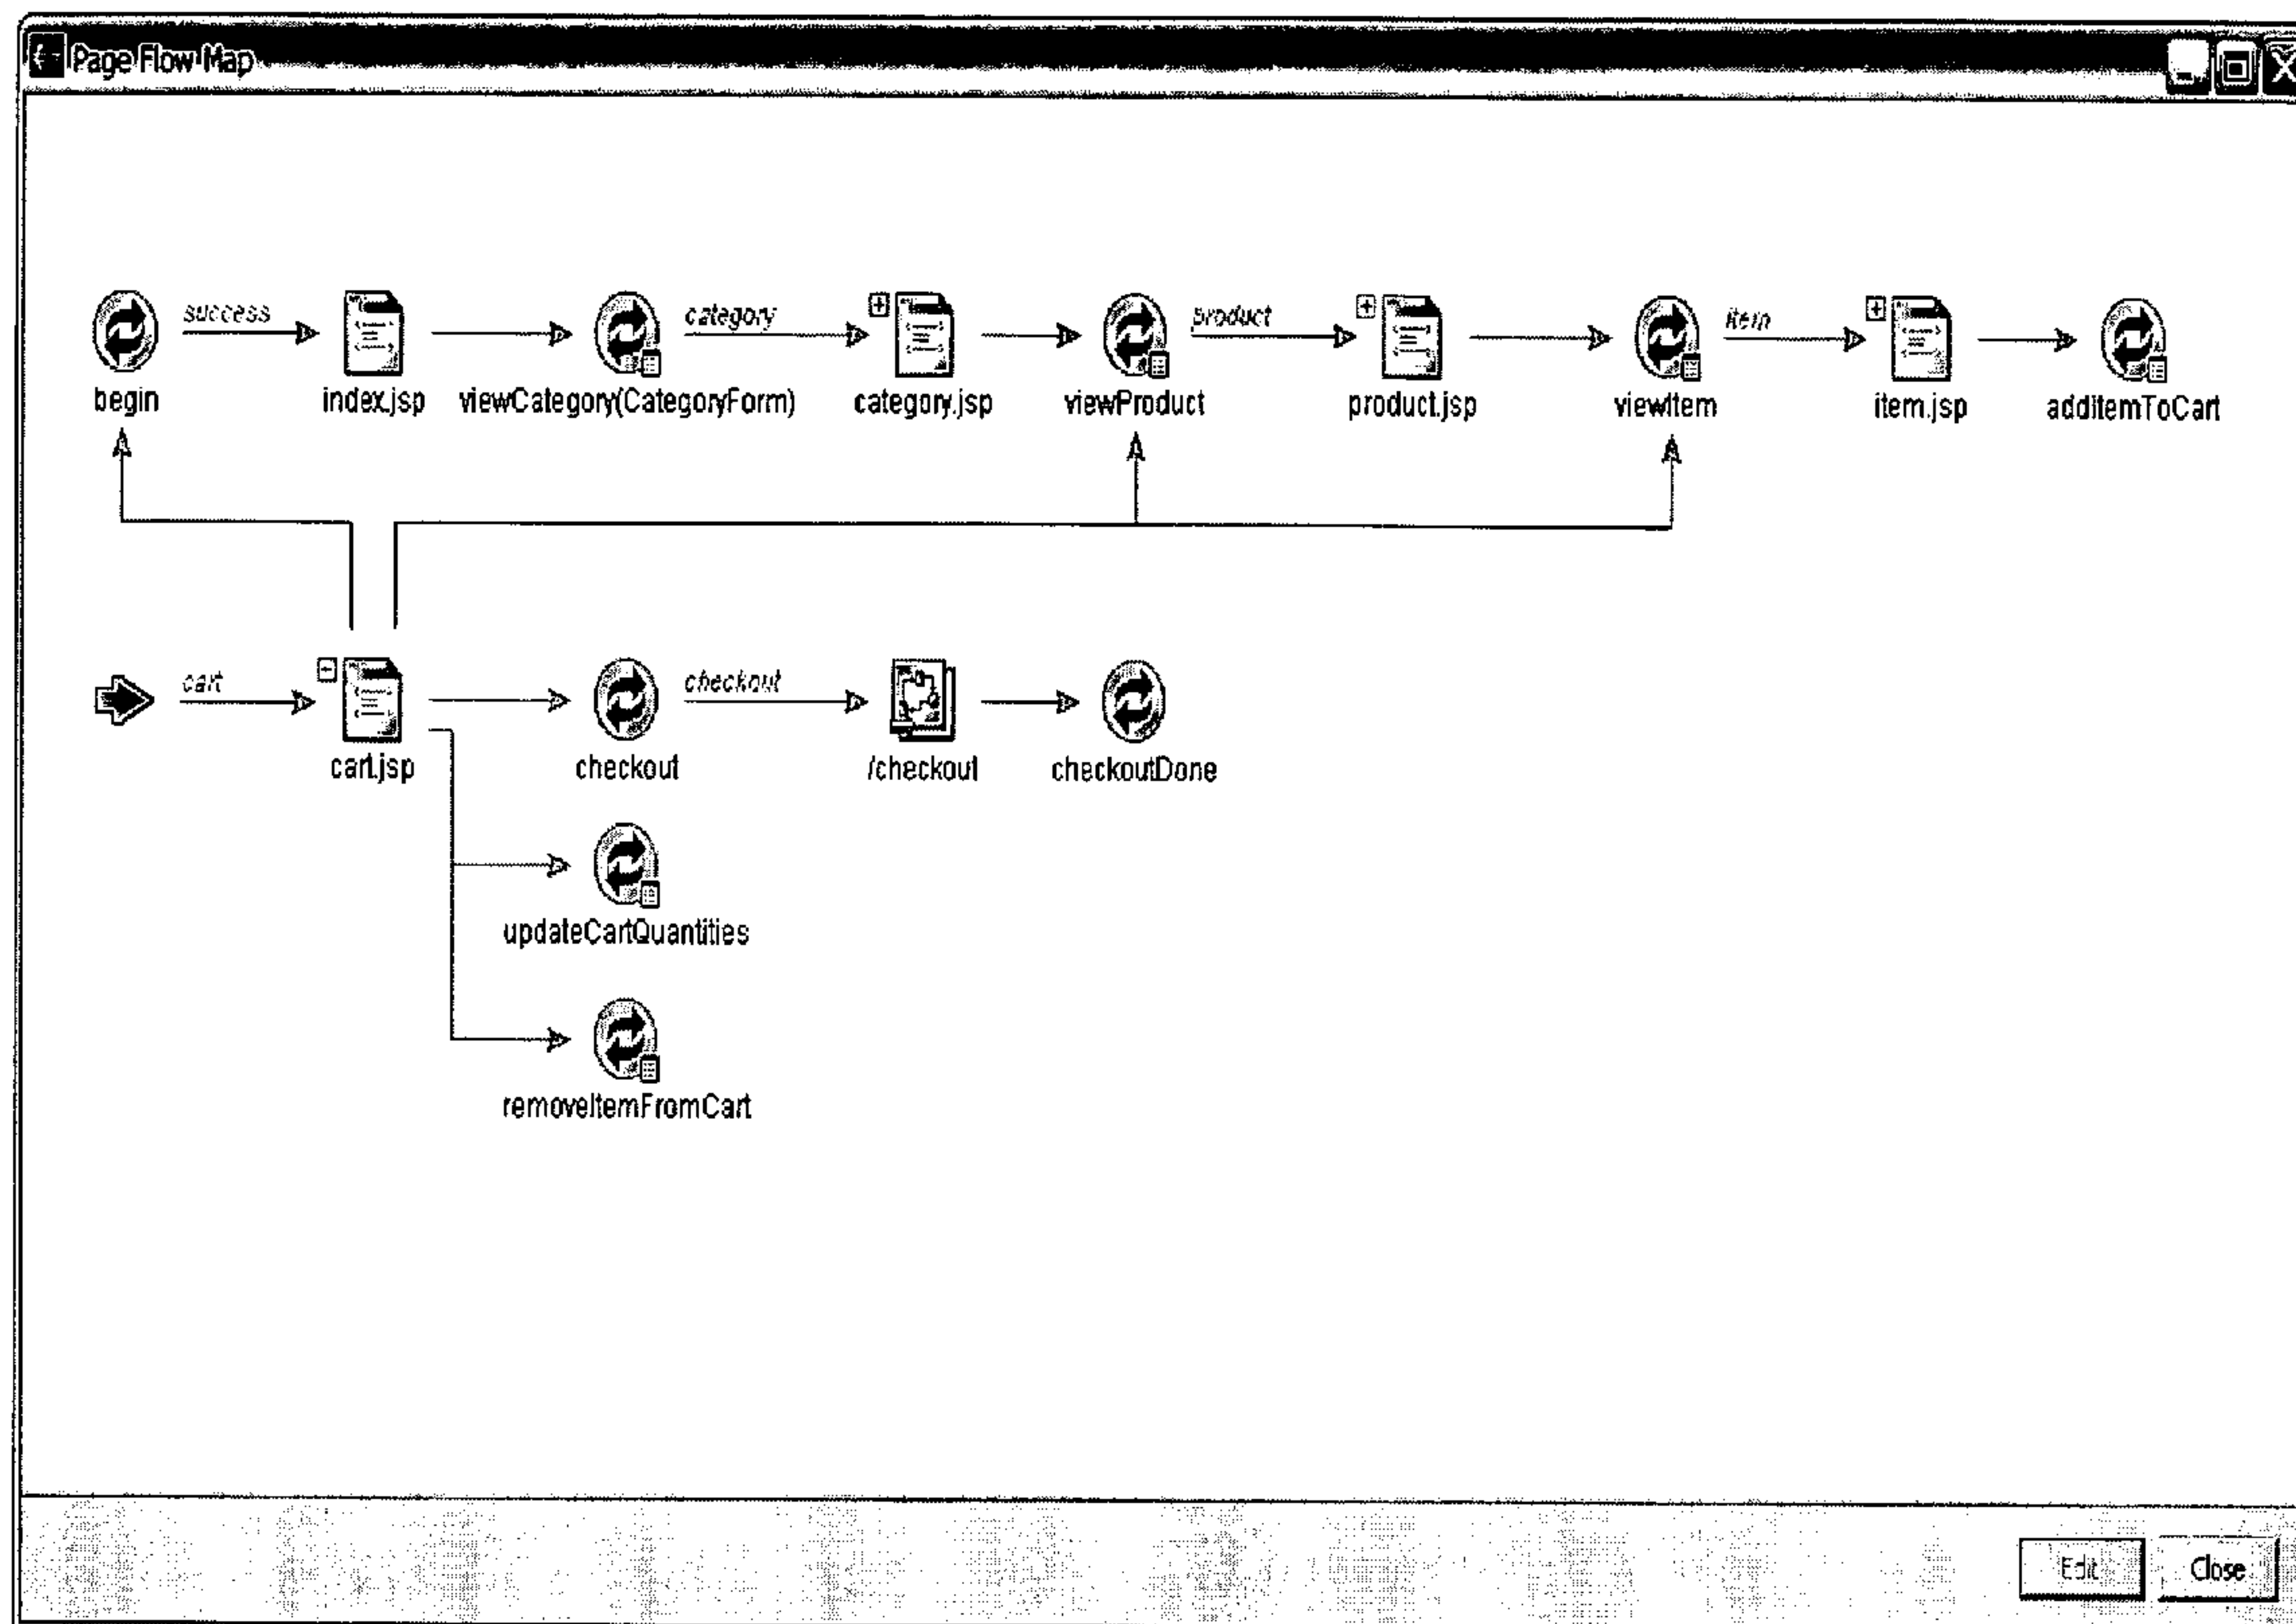 Page Flow Map
success category product item
begin index.jsp viewCategory(CategoryForm) category.jsp viewProduct product.jsp viewItem item.jsp addItemToCart
cart checkout
cart.jsp checkout /checkout checkoutDone
updateCartQuantities
removeItemFromCart
Edit Close